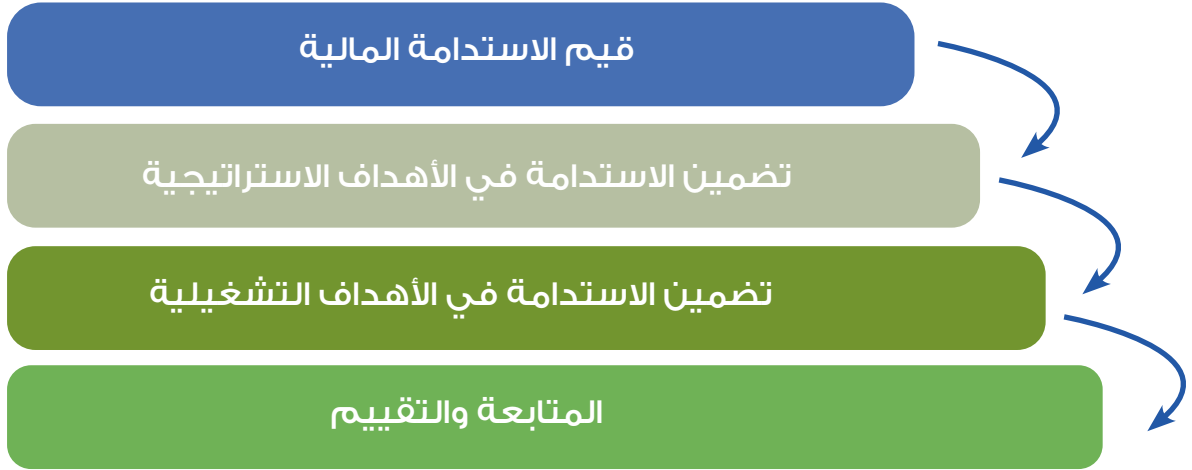 قيم الاستدامة المالية
تضمين الاستدامة في الأهداف الاستراتيجية
تضمين الاستدامة في الأهداف التشغيلية
المتابعة والتقييم